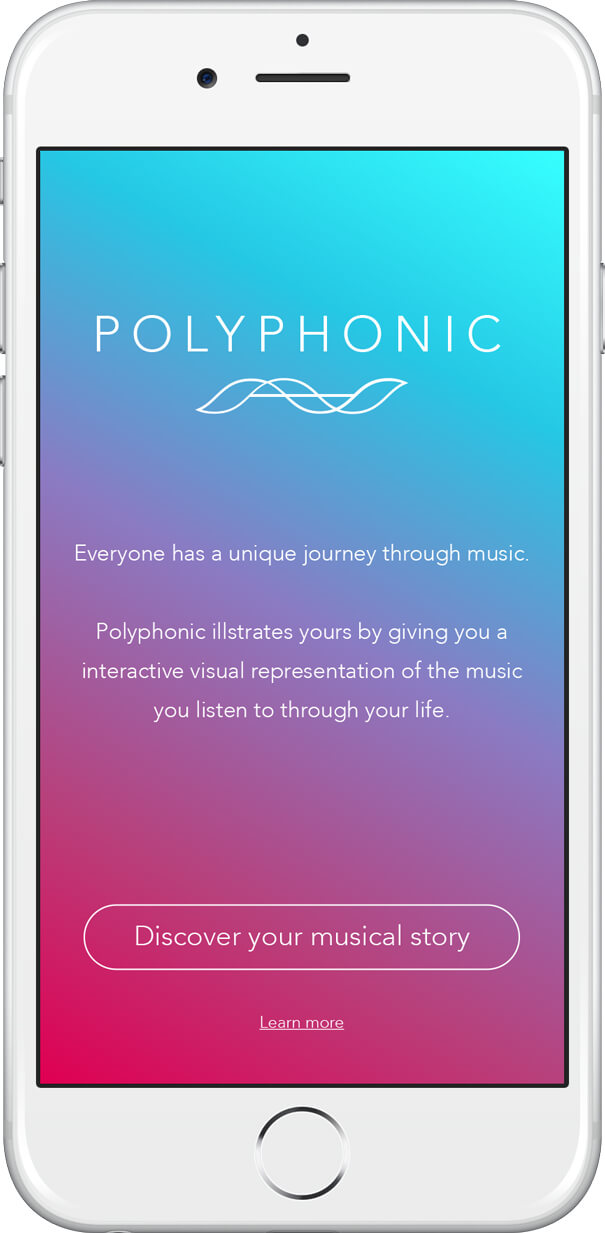 POLYPHONIC
Everyone has a unique journey through music.
Polyphonic illstrates yours by giving you a
interactive visual representation of the music
you listen to through your life.
Discover your musical story
Learn more